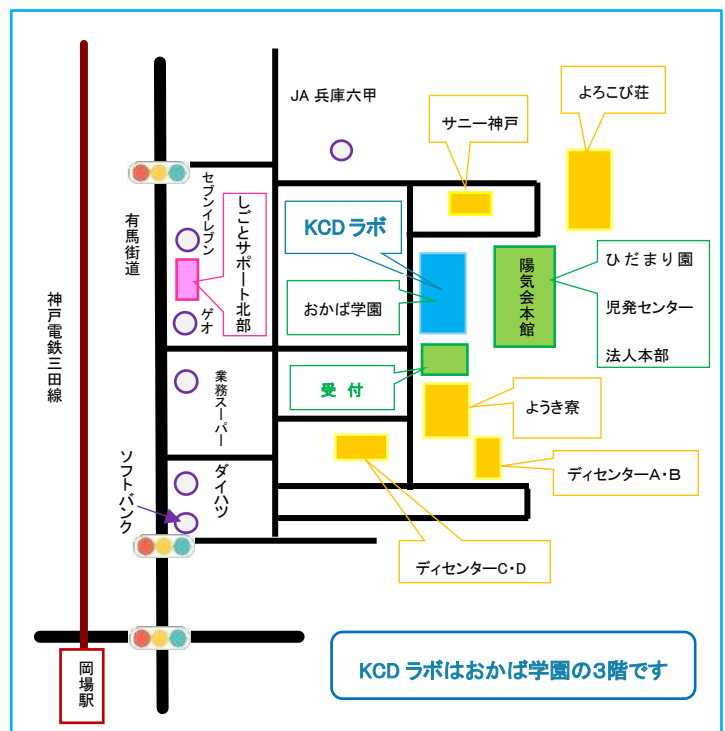 JA 兵庫六甲
サニー神戸
よろこび荘
セブンイレブン
しごとサポート北部
KCD ラボ
おかば学園
陽気会本館
ひだまり園
児発センター
法人本部
有馬街道
神戸電鉄三田線
ゲオ
受 付
業務スーパー
ようき寮
ソフトバンク
ダイハツ
ディセンターA・B
ディセンターC・D
岡場駅
KCD ラボはおかば学園の3階です